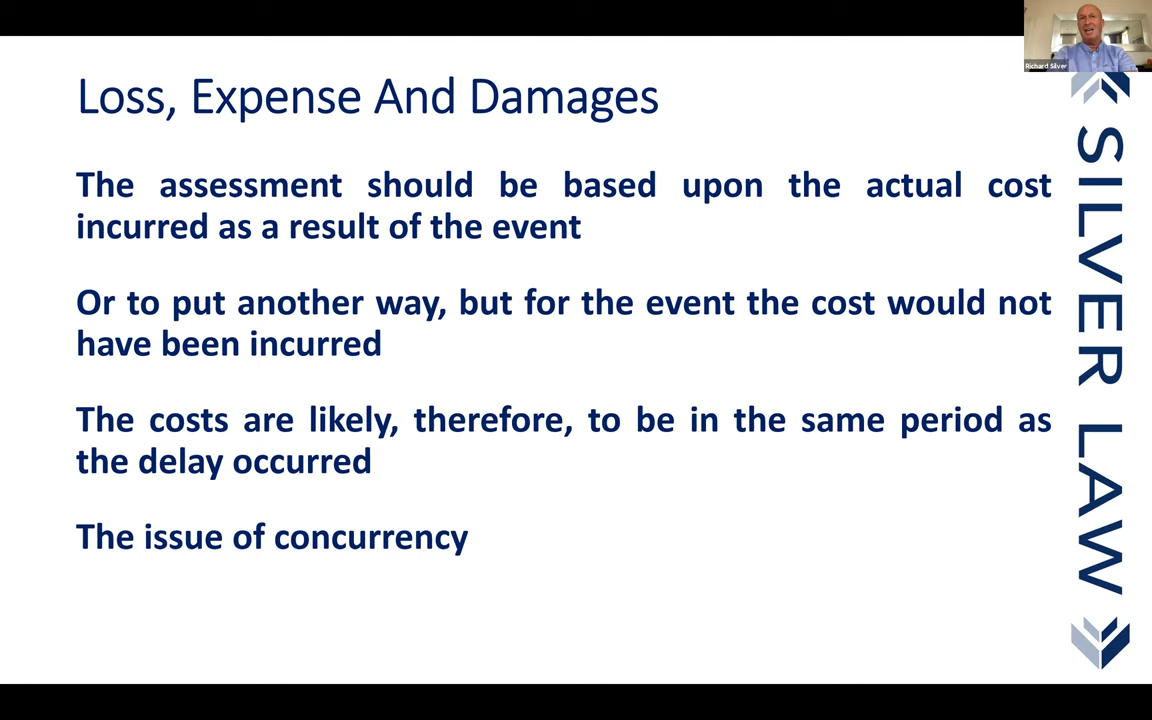 Richard Silver
Loss, Expense And Damages
The assessment should be based upon the actual cost
incurred as a result of the event
Or to put another way, but for the event the cost would not
have been incurred
The costs are likely, therefore, to be in the same period as
the delay occurred
The issue of concurrency
SILVER LAW